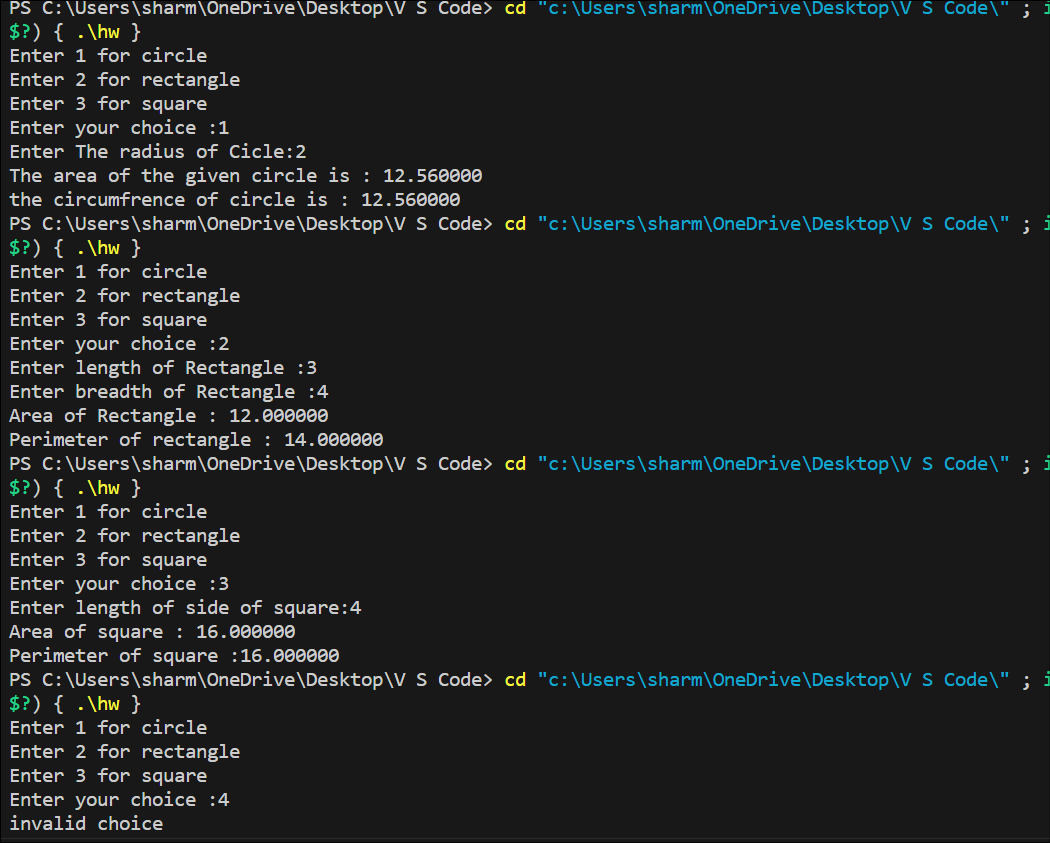 PS C:\Users\sharm\OneDrive\Desktop\V S Code> cd "c:\Users\sharm\OneDrive\Desktop\V S Code\" ; i
$?) { .\hw }
Enter 1 for circle
Enter 2 for rectangle
Enter 3 for square
Enter your choice :1
Enter The radius of Cicle:2
The area of the given circle is : 12.560000
the circumfrence of circle is : 12.560000
PS C:\Users\sharm\OneDrive\Desktop\V S Code> cd "c:\Users\sharm\OneDrive\Desktop\V S Code\" ; i
$?) { .\hw }
Enter 1 for circle
Enter 2 for rectangle
Enter 3 for square
Enter your choice :2
Enter length of Rectangle :3
Enter breadth of Rectangle :4
Area of Rectangle : 12.000000
Perimeter of rectangle : 14.000000
PS C:\Users\sharm\OneDrive\Desktop\V S Code> cd "c:\Users\sharm\OneDrive\Desktop\V S Code\" ; i
$?) { .\hw }
Enter 1 for circle
Enter 2 for rectangle
Enter 3 for square
Enter your choice :3
Enter length of side of square:4
Area of square : 16.000000
Perimeter of square :16.000000
PS C:\Users\sharm\OneDrive\Desktop\V S Code> cd "c:\Users\sharm\OneDrive\Desktop\V S Code\" ; i
$?) { .\hw }
Enter 1 for circle
Enter 2 for rectangle
Enter 3 for square
Enter your choice :4
invalid choice